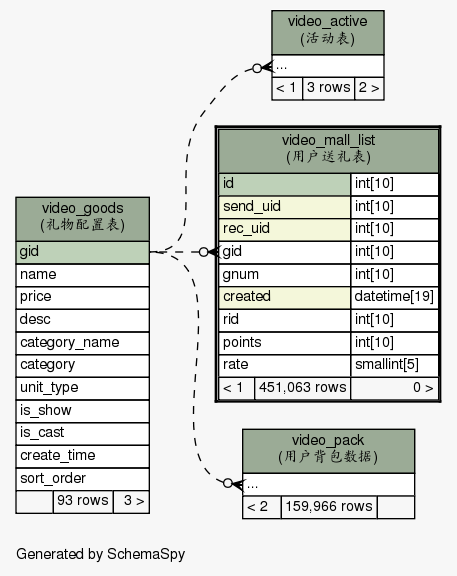 video_active
(活动表)
...
< 1 3 rows 2 >
video_mall_list
(用户送礼表)
id int[10]
send_uid int[10]
rec_uid int[10]
gid int[10]
gnum int[10]
created datetime[19]
rid int[10]
points int[10]
rate smallint[5]
< 1 451,063 rows 0 >
video_goods
(礼物配置表)
gid
name
price
desc
category_name
category
unit_type
is_show
is_cast
create_time
sort_order
93 rows 3 >
video_pack
(用户背包数据)
...
< 2 159,966 rows
Generated by SchemaSpy